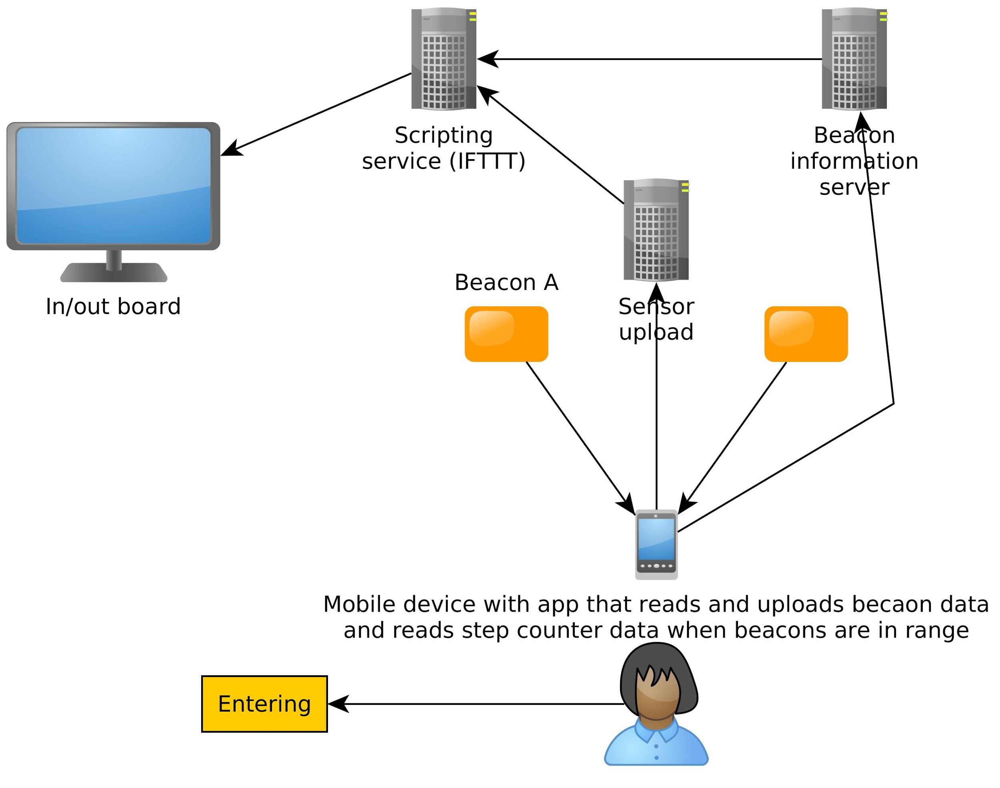 Scripting
service (IFTTT)
Beacon
information
server
Beacon A
Sensor
upload
In/out board
Mobile device with app that reads and uploads becaon data
and reads step counter data when beacons are in range
Entering